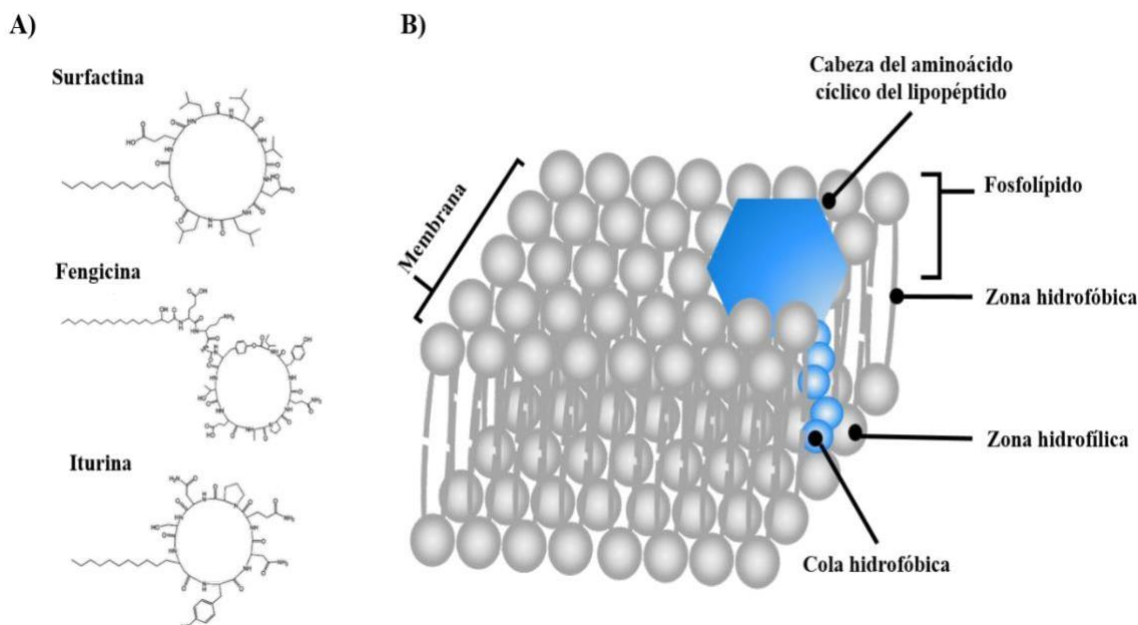 A)
Surfactina
Fengicina
Iturina
B)
Cabeza del aminoácido
cíclico del lipopéptido
Membrana
Fosfolípido
Zona hidrofóbica
Zona hidrofílica
Cola hidrofóbica